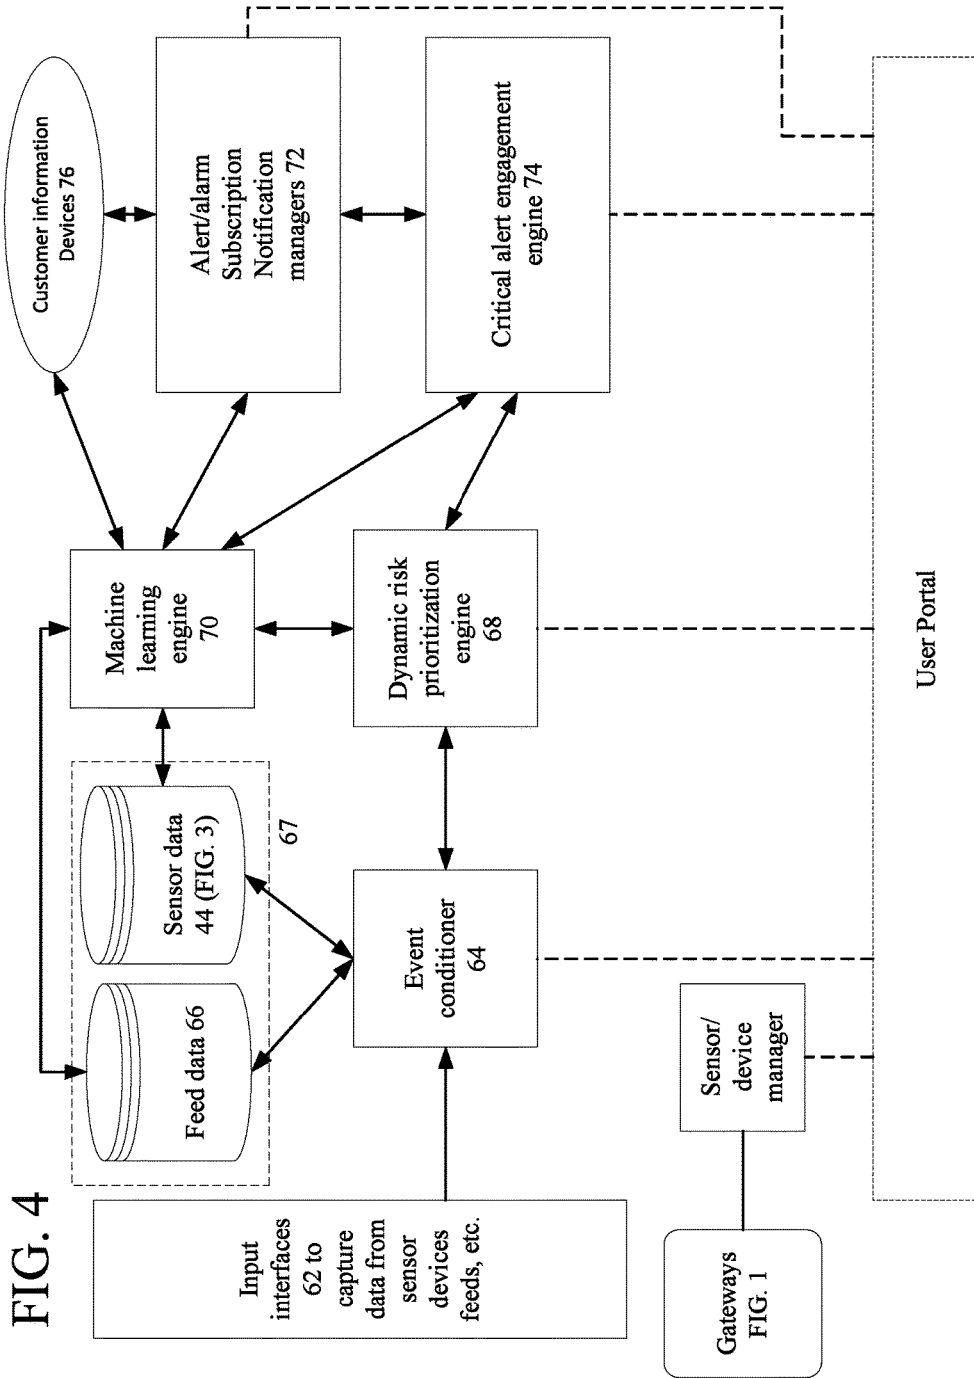 FIG. 4
Input
interfaces
62 to
capture
data from
sensor
devices
feeds, etc.
Feed data 66
Sensor data
44 (FIG. 3)
67
Machine
learning
engine
70
Customer information
Devices 76
Alert/alarm
Subscription
Notification
managers 72
Event
conditioner
64
Dynamic risk
prioritization
engine
68
Critical alert engagement
engine 74
Gateways
FIG. 1
Sensor/
device
manager
User Portal